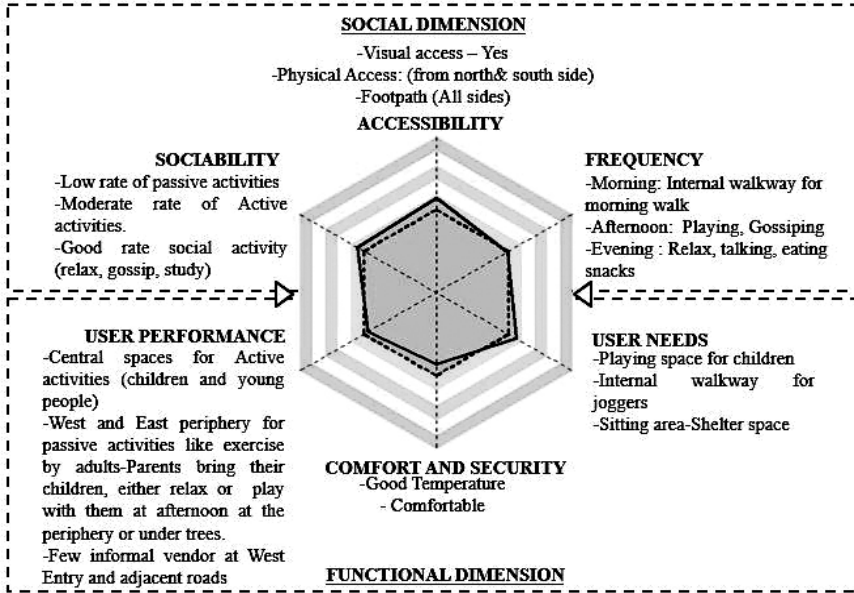 SOCIAL DIMENSION
-Visual access – Yes
-Physical Access: (from north& south side)
-Footpath (All sides)
ACCESSIBILITY
SOCIABILITY
-Low rate of passive activities
-Moderate rate of Active
activities.
-Good rate social activity
(relax, gossip, study)
FREQUENCY
-Morning: Internal walkway for
morning walk
-Afternoon: Playing, Gossiping
-Evening : Relax, talking, eating
snacks
USER PERFORMANCE
-Central spaces for Active
activities (children and young
people)
-West and East periphery for
passive activities like exercise
by adults-Parents bring their
children, either relax or play
with them at afternoon at the
periphery or under trees.
-Few informal vendor at West
Entry and adjacent roads
USER NEEDS
-Playing space for children
-Internal walkway for
joggers
-Sitting area-Shelter space
COMFORT AND SECURITY
-Good Temperature
- Comfortable
FUNCTIONAL DIMENSION